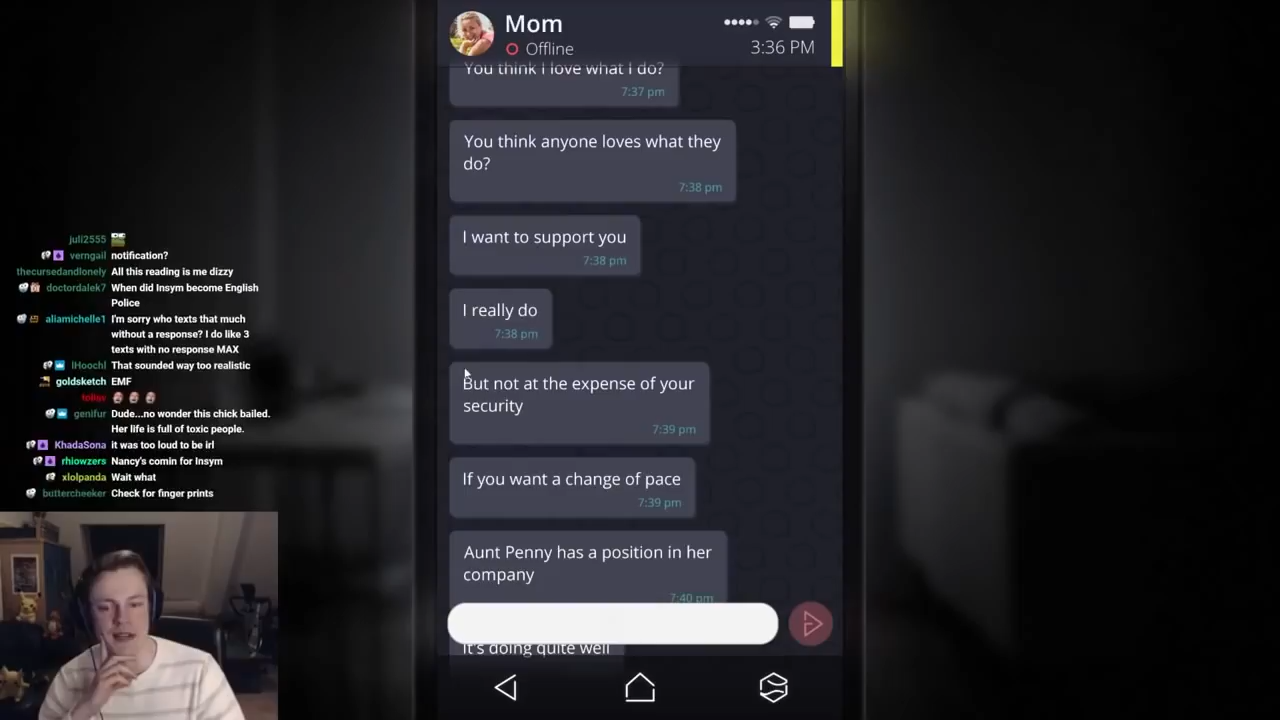 Mom
Offline
3:36 PM
You think I love what I do?
7:37 pm
You think anyone loves what they
do?
7:38 pm
I want to support you
7:38 pm
I really do
7:38 pm
But not at the expense of your
security
7:39 pm
If you want a change of pace
7:39 pm
Aunt Penny has a position in her
company
7:40 pm
It's doing quite well
juli2555
verngail notification?
thecursedandlonely All this reading is me dizzy
doctordalek7 When did Insym become English
Police
aliamichelle1 I'm sorry who texts that much
without a response? I do like 3
texts with no response MAX
lHoochl That sounded way too realistic
goldsketch EMF
genifur Dude...no wonder this chick bailed.
Her life is full of toxic people.
KhadaSona it was too loud to be irl
rhiowzers Nancy's comin for Insym
xlolpanda Wait what
buttercheeker Check for finger prints